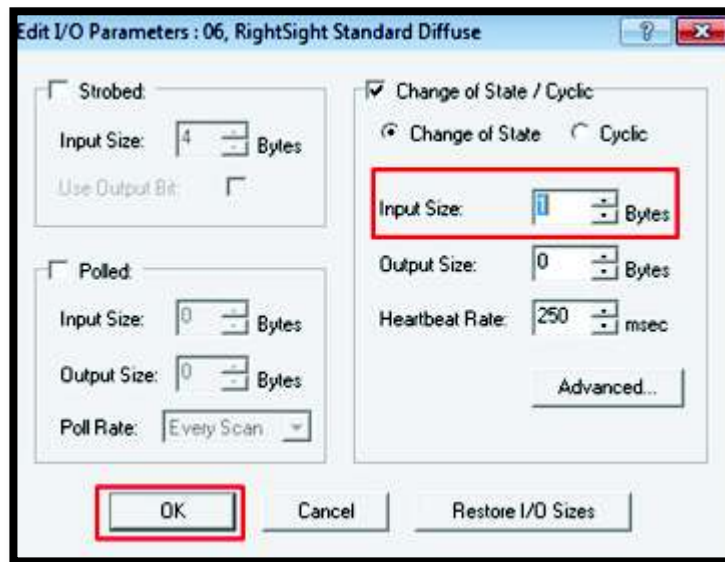 Edit I/O Parameters : 06, RightSight Standard Diffuse
Strobed:
Input Size: 4 Bytes
Use Output Bit:
Polled:
Input Size: 0 Bytes
Output Size: 0 Bytes
Poll Rate: Every Scan
Change of State / Cyclic
Change of State Cyclic
Input Size: 1 Bytes
Output Size: 0 Bytes
Heartbeat Rate: 250 msec
Advanced...
OK Cancel Restore I/O Sizes